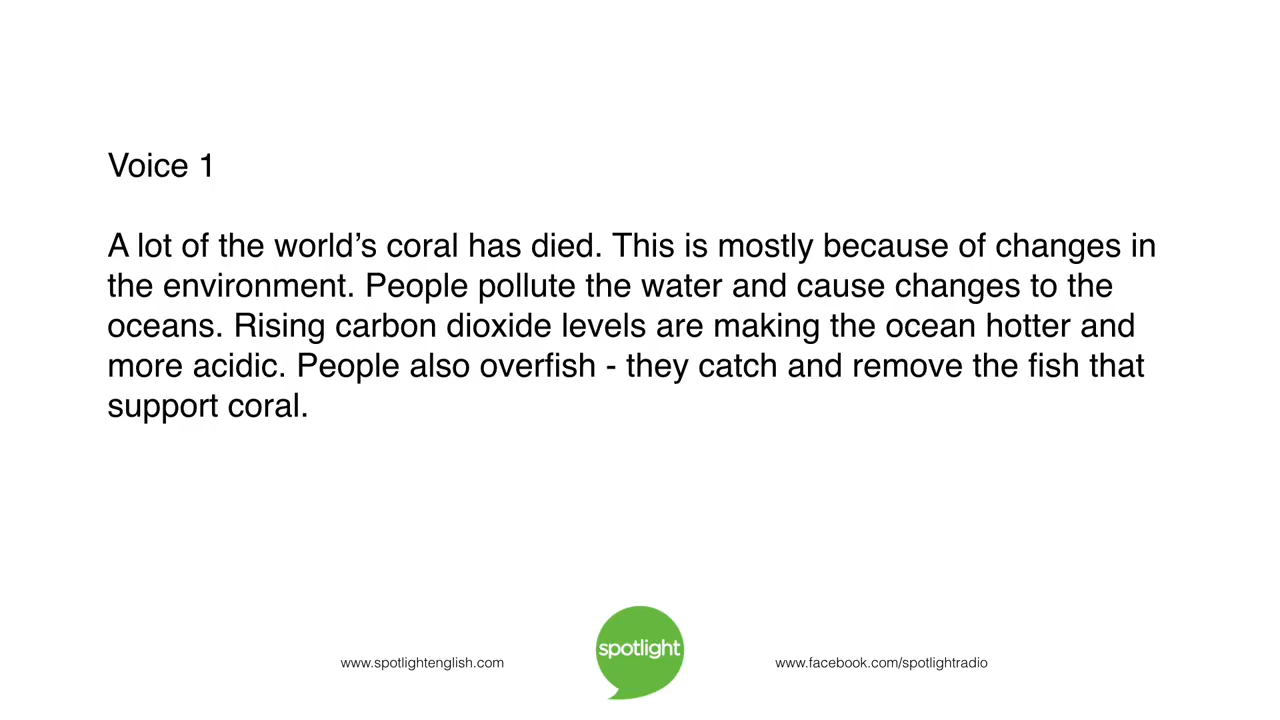 Voice 1
A lot of the world’s coral has died. This is mostly because of changes in
the environment. People pollute the water and cause changes to the
oceans. Rising carbon dioxide levels are making the ocean hotter and
more acidic. People also overfish - they catch and remove the fish that
support coral.
spotlight
www.spotlightenglish.com
www.facebook.com/spotlightradio